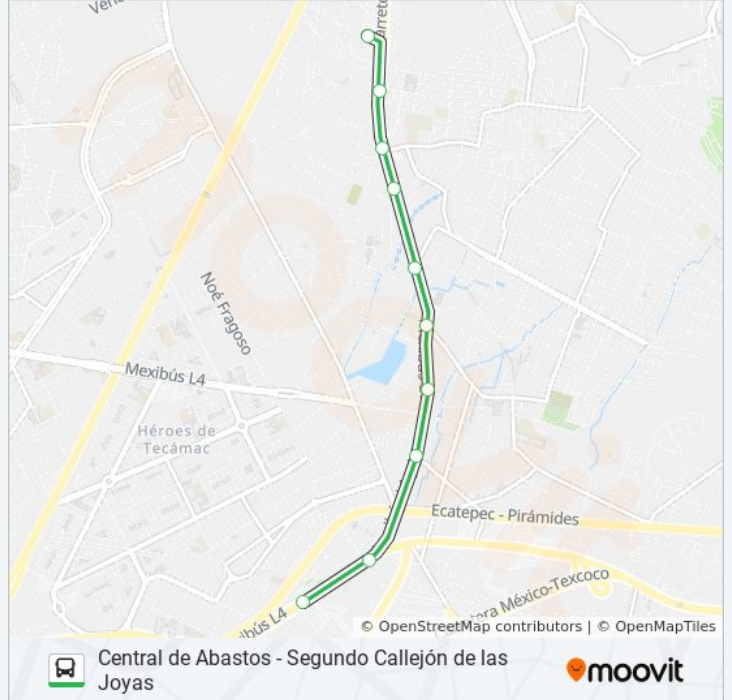 Noé Fragoso
Mexibús L4
Héroes de
Tecámac
Ecatepec - Pirámides
México-Texcoco
L4
© OpenStreetMap contributors | © OpenMapTiles
Central de Abastos - Segundo Callejón de las
Joyas
moovit